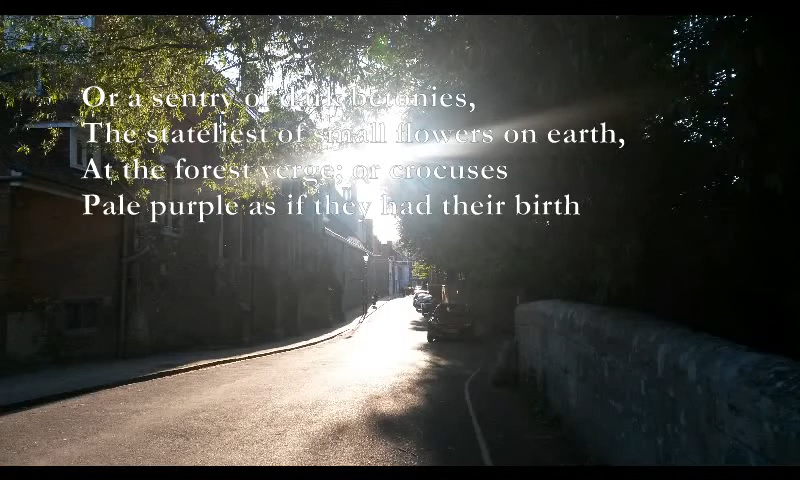 Or a sentry of dark betonies,
The stateliest of small flowers on earth,
At the forest verge; or crocuses
Pale purple as if they had their birth